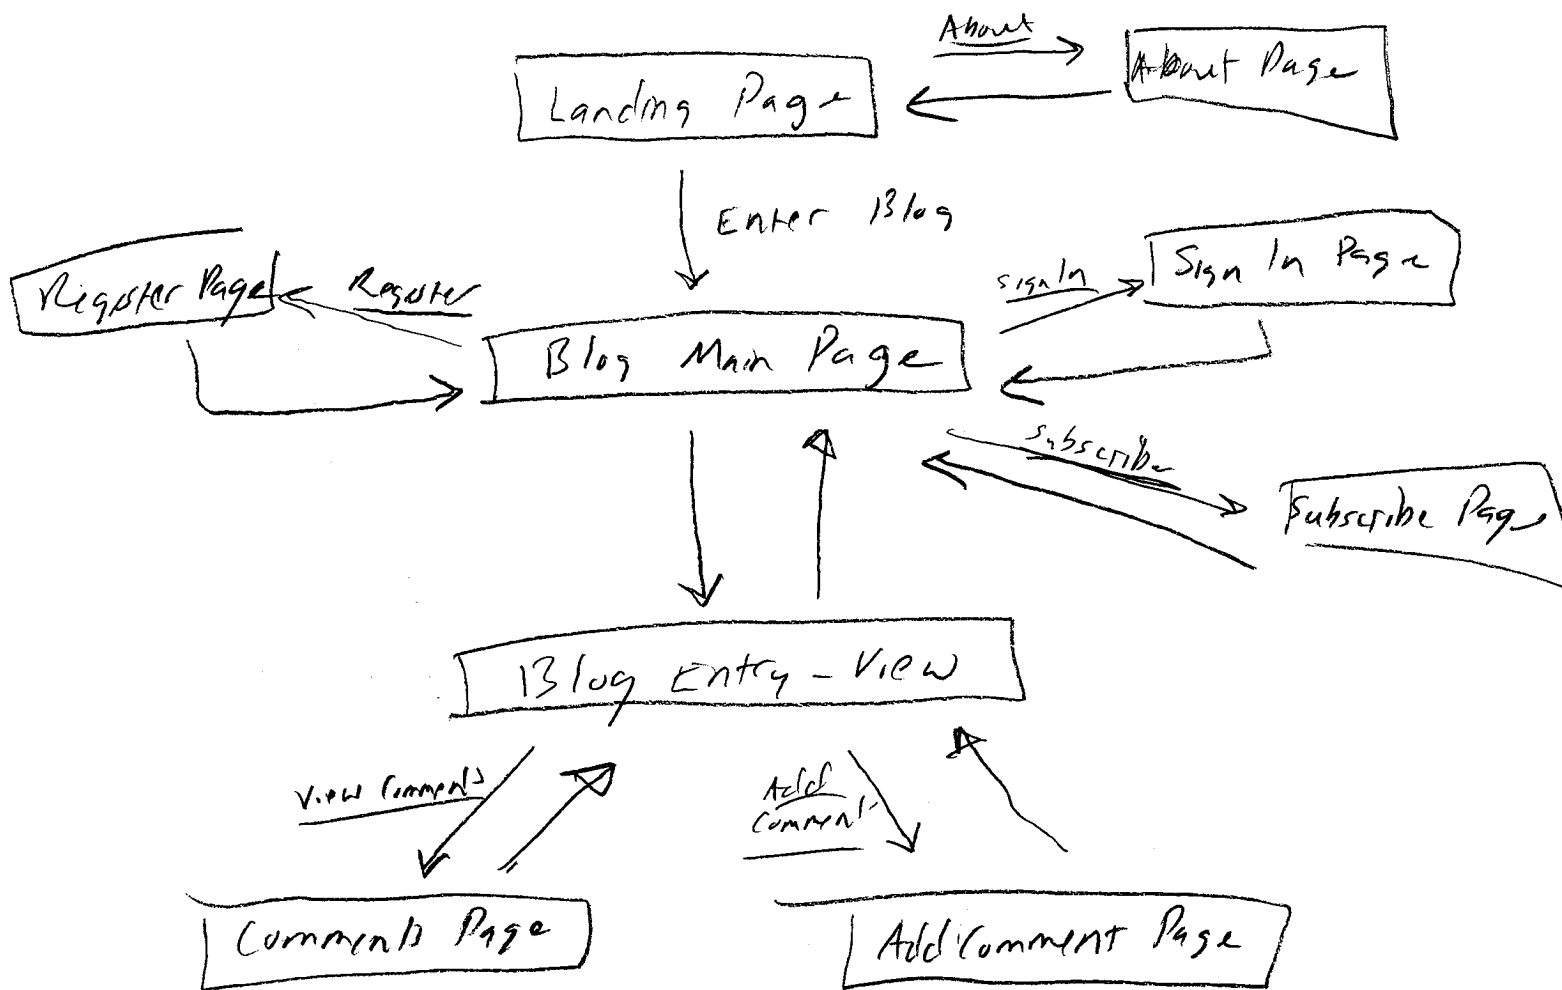 About
About Page
Landing Page
Enter Blog
Sign In Page
Sign In
Register Page
Register
Blog Main Page
Subscribe
Subscribe Page
Blog Entry - View
View Comments
Add
Comment
Comments Page
Add Comment Page